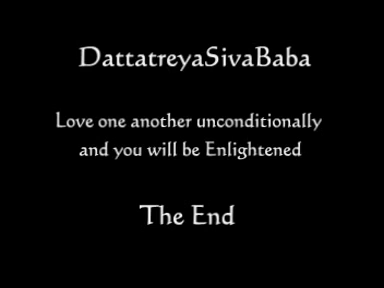 DattatreyaSivaBaba
Love one another unconditionally
and you will be Enlightened
The End